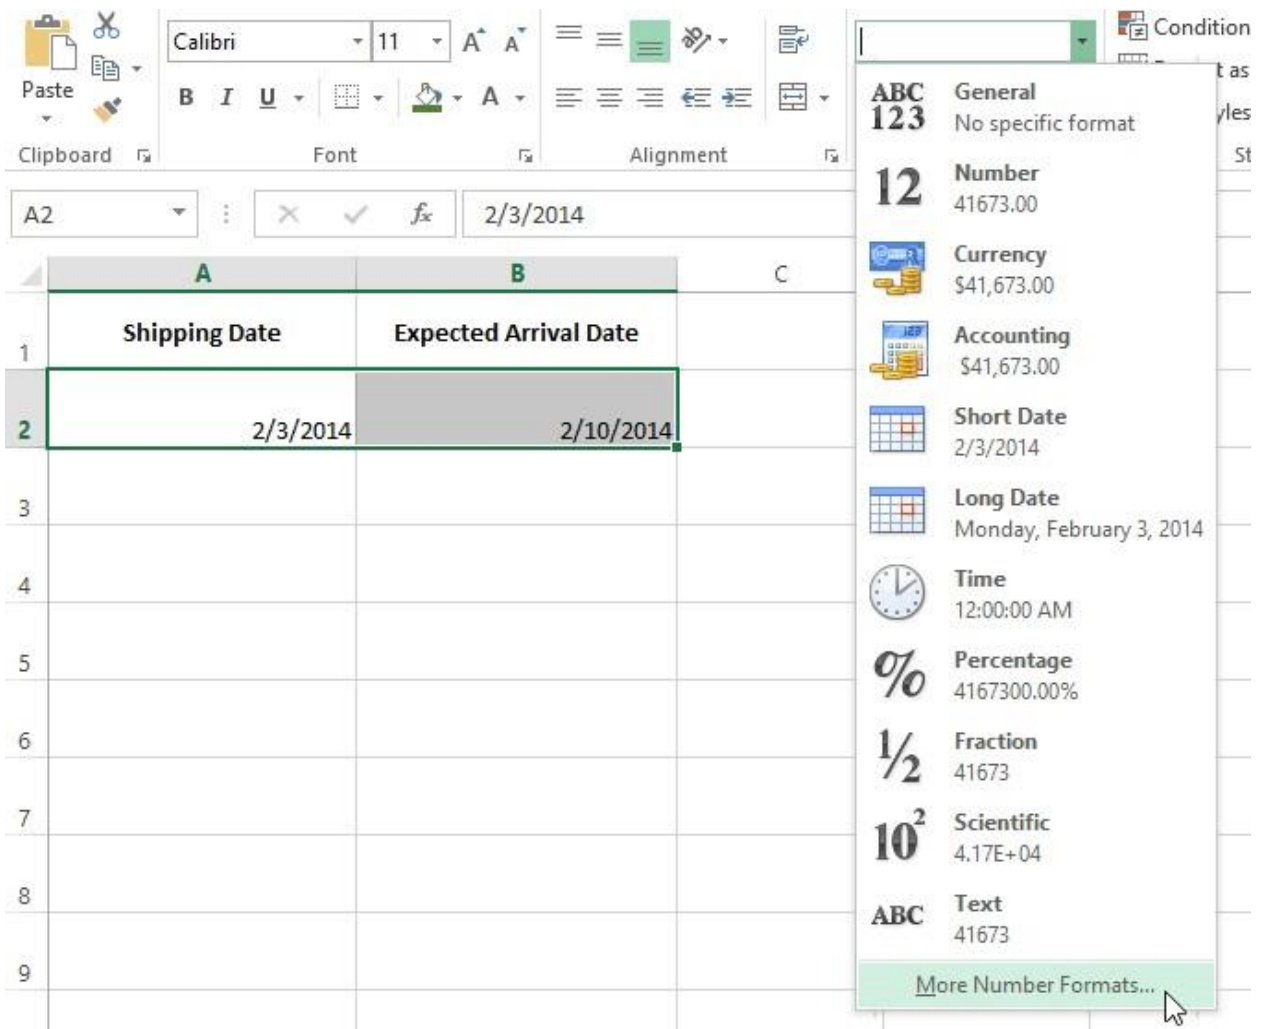 Calibri
11
A A
Condition
Paste
B I U
A
t as
yles
Clipboard
Font
Alignment
St
A2
fx
2/3/2014
A
B
C
1
Shipping Date
Expected Arrival Date
2
2/3/2014
2/10/2014
3
4
5
6
7
8
9
ABC
123
General
No specific format
12
Number
41673.00
Currency
$41,673.00
Accounting
$41,673.00
Short Date
2/3/2014
Long Date
Monday, February 3, 2014
Time
12:00:00 AM
%
Percentage
4167300.00%
1/2
Fraction
41673
10²
Scientific
4.17E+04
ABC
Text
41673
More Number Formats...